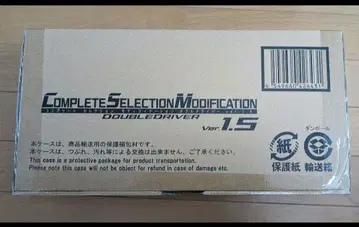 COMPLETE SELECTION MODIFICATION
DOUBLEDRIVER Ver.1.5
ダンボール
紙
保護紙 輸送箱
本ケースは、商品輸送用の保護梱包材です。
本ケースは、つぶれ、汚れ等による交換は出来ません。ご了承ください。
This case is a protective package for product transportation.
Please note this case will not be object for refund in case of damage etc.